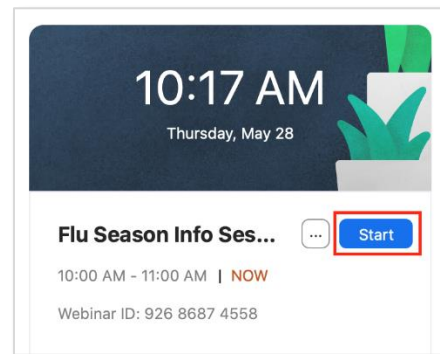 10:17 AM
Thursday, May 28
Flu Season Info Ses... ... Start
10:00 AM - 11:00 AM | NOW
Webinar ID: 926 8687 4558